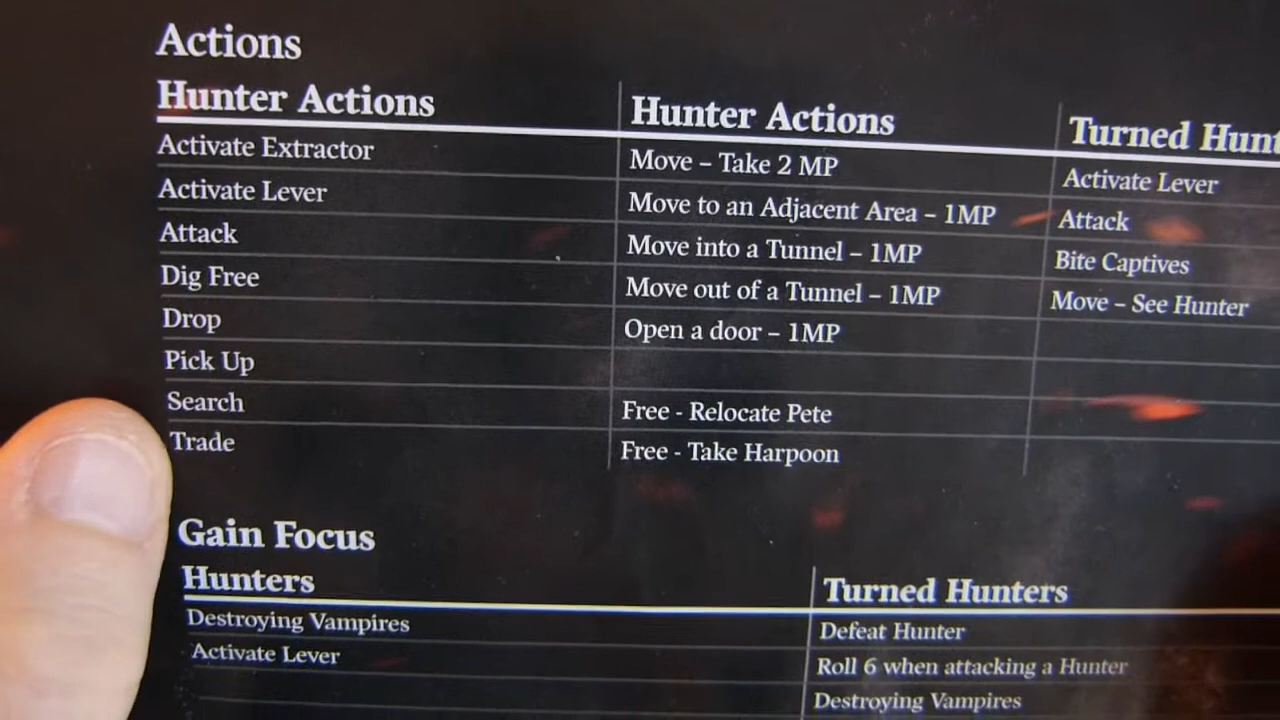 Actions
Hunter Actions
Activate Extractor
Activate Lever
Attack
Dig Free
Drop
Pick Up
Search
Trade
Hunter Actions
Move – Take 2 MP
Move to an Adjacent Area – 1MP
Move into a Tunnel – 1MP
Move out of a Tunnel – 1MP
Open a door – 1MP
Free - Relocate Pete
Free - Take Harpoon
Turned Hunt
Activate Lever
Attack
Bite Captives
Move – See Hunter
Gain Focus
Hunters
Destroying Vampires
Activate Lever
Turned Hunters
Defeat Hunter
Roll 6 when attacking a Hunter
Destroying Vampires